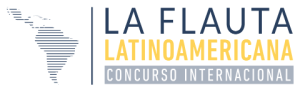 LA FLAUTA
LATINOAMERICANA
CONCURSO INTERNACIONAL